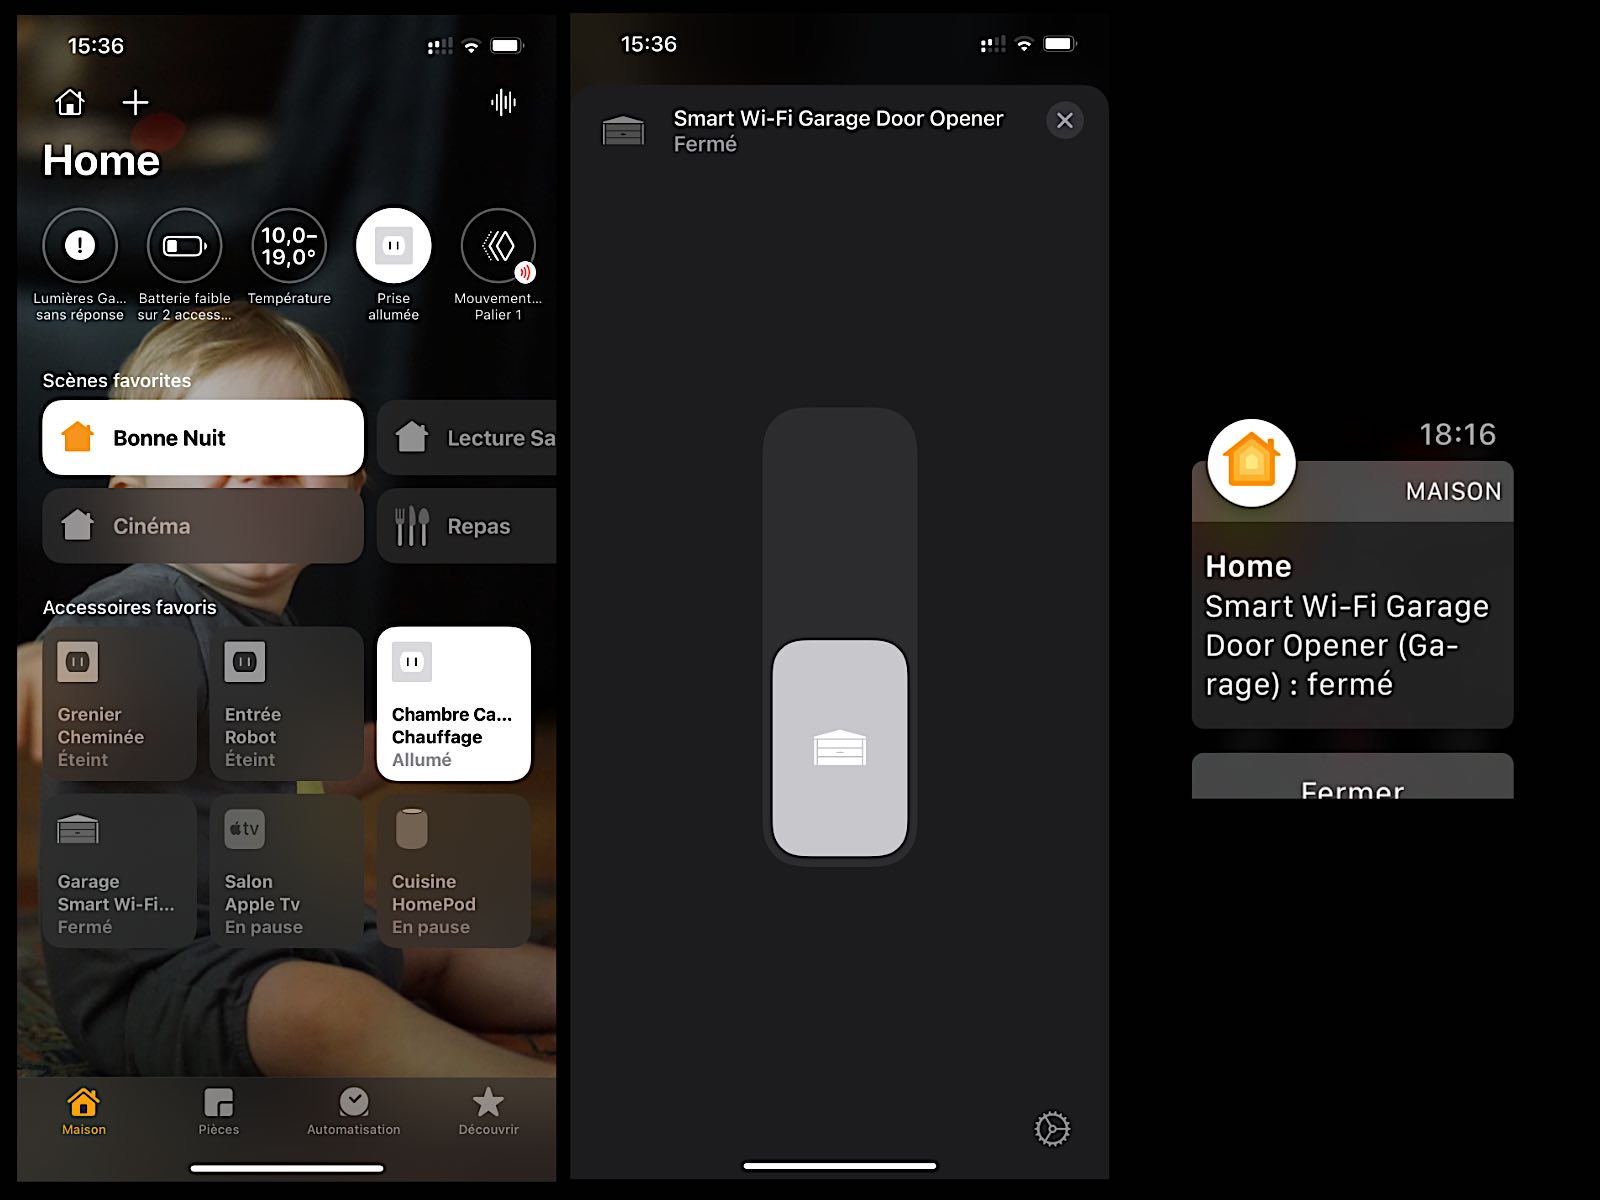 15:36
Home
10,0–
19,0°
Lumières Ga...
sans réponse
Batterie faible
sur 2 access...
Température
Prise
allumée
Mouvement...
Palier 1
Scènes favorites
Bonne Nuit
Lecture Sa
Cinéma
Repas
Accessoires favoris
Grenier
Cheminée
Éteint
Entrée
Robot
Éteint
Chambre Ca...
Chauffage
Allumé
Garage
Smart Wi-Fi...
Fermé
tv
Salon
Apple Tv
En pause
Cuisine
HomePod
En pause
Maison
Pièces
Automatisation
Découvrir
15:36
Smart Wi-Fi Garage Door Opener
Fermé
18:16
MAISON
Home
Smart Wi-Fi Garage
Door Opener (Ga-
rage) : fermé
Fermer